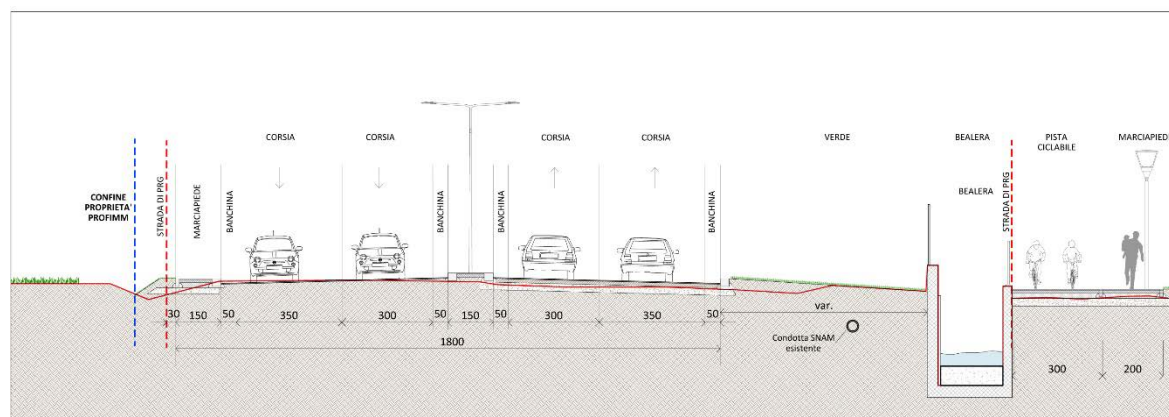 CORSIA
CORSIA
CORSIA
CORSIA
VERDE
BEALERA
PISTA
CICLABILE
MARCIAPIEDE
CONFINE
PROPRIETA'
PROFIMM
STRADA DI PRG
MARCIAPIEDE
BANCHINA
BANCHINA
BANCHINA
BANCHINA
BEALERA
STRADA DI PRG
30
150
50
350
300
50
150
50
300
350
50
var.
1800
Condotta SNAM
esistente
300
200